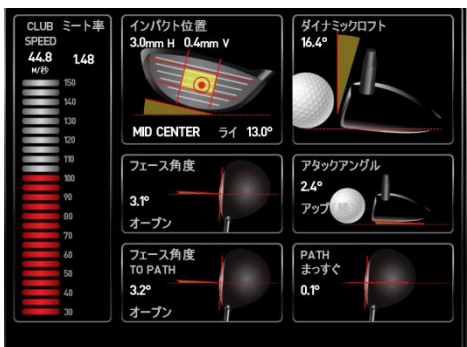 CLUB ミート率
SPEED
44.8 1.48
M/秒
150
140
130
120
110
100
90
80
70
60
50
40
30
インパクト位置
3.0mm H 0.4mm V
MID CENTER ライ 13.0°
ダイナミックロフト
16.4°
フェース角度
3.1°
オープン
アタックアングル
2.4°
アップ
フェース角度
TO PATH
3.2°
オープン
PATH
まっすぐ
0.1°